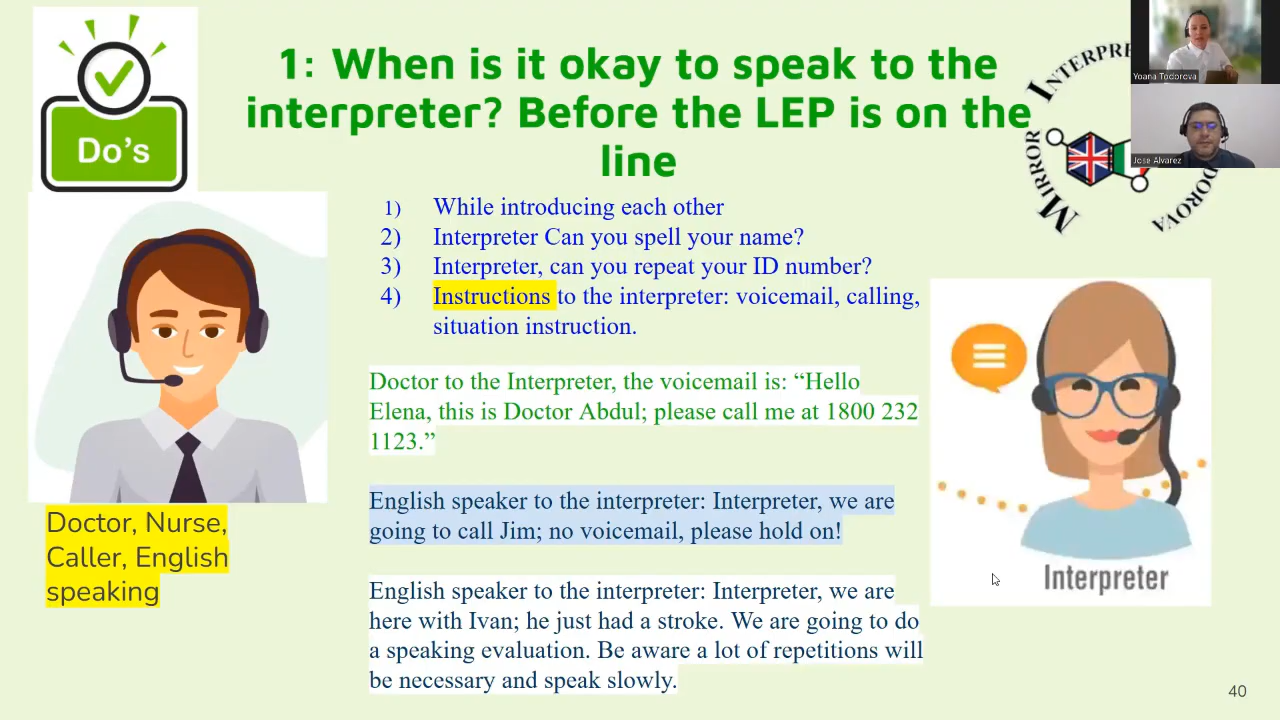 1: When is it okay to speak to the
interpreter? Before the LEP is on the
line
Do's
1) While introducing each other
2) Interpreter Can you spell your name?
3) Interpreter, can you repeat your ID number?
4) Instructions to the interpreter: voicemail, calling,
situation instruction.
Doctor to the Interpreter, the voicemail is: “Hello
Elena, this is Doctor Abdul; please call me at 1800 232
1123.”
English speaker to the interpreter: Interpreter, we are
going to call Jim; no voicemail, please hold on!
English speaker to the interpreter: Interpreter, we are
here with Ivan; he just had a stroke. We are going to do
a speaking evaluation. Be aware a lot of repetitions will
be necessary and speak slowly.
Doctor, Nurse,
Caller, English
speaking
Interpreter
MIRROR
Yoana Todorova
Jose Alvarez
40